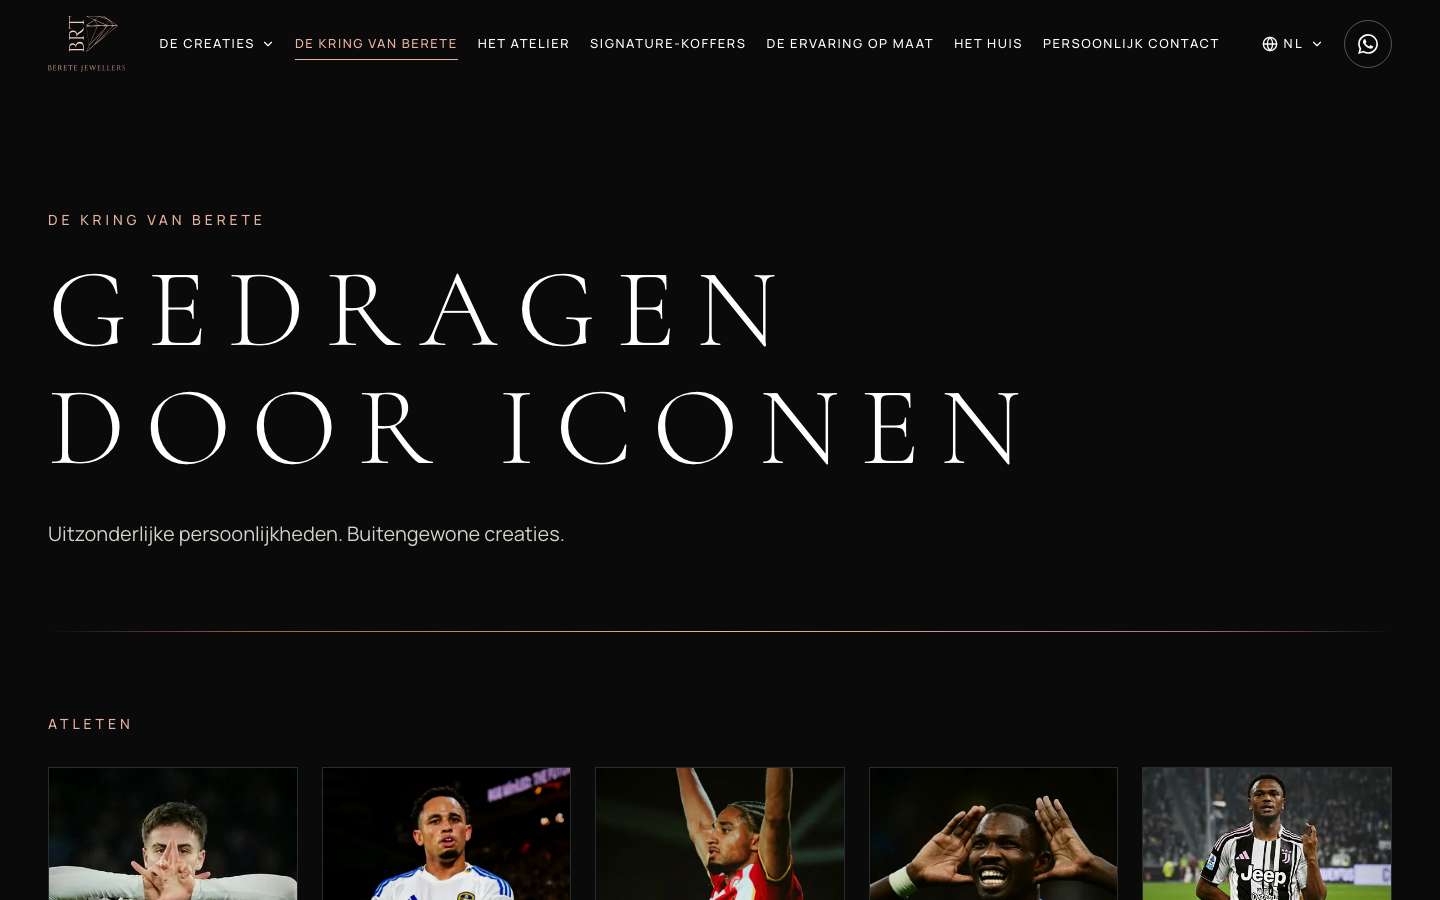 BRT
BERETE JEWELLERS
DE CREATIES
DE KRING VAN BERETE
HET ATELIER
SIGNATURE-KOFFERS
DE ERVARING OP MAAT
HET HUIS
PERSOONLIJK CONTACT
NL
DE KRING VAN BERETE
GEDRAGEN
DOOR ICONEN
Uitzonderlijke persoonlijkheden. Buitengewone creaties.
ATLETEN
Jeep